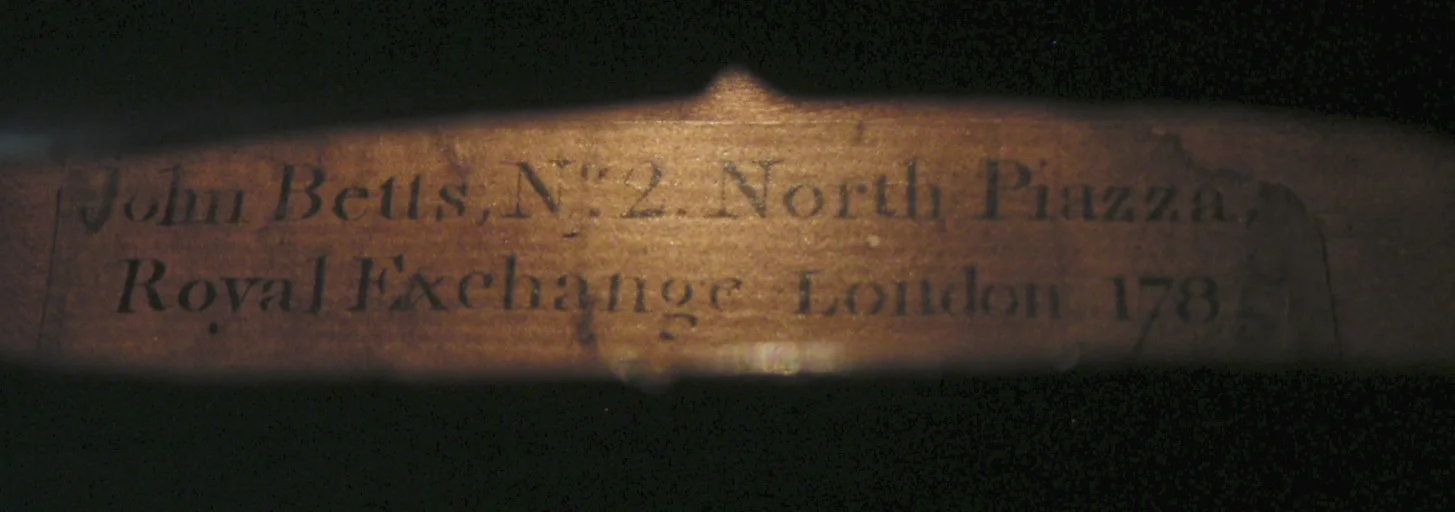 John Betts, No. 2. North Piazza,
Royal Exchange London 178